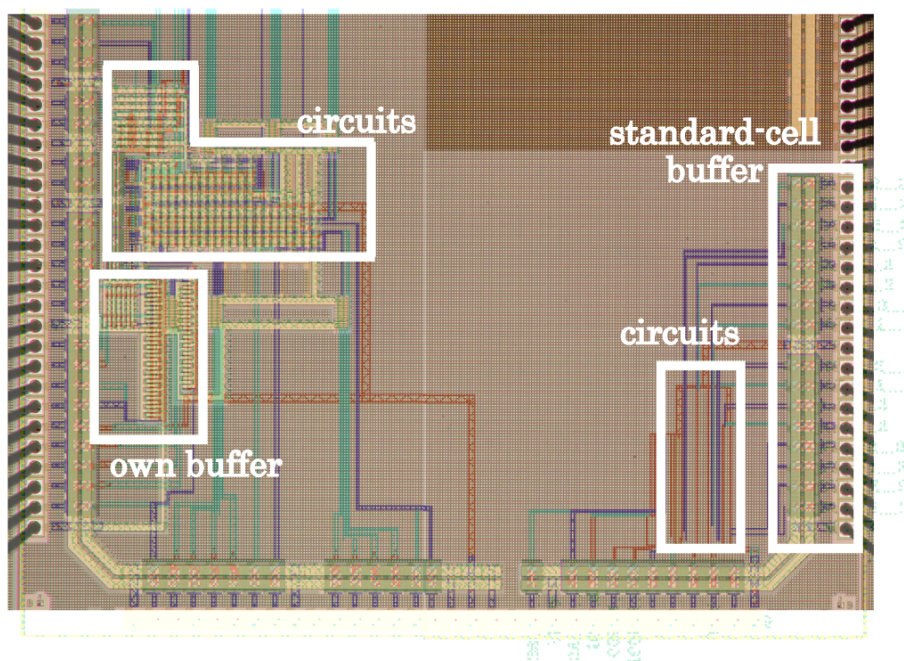 circuits
standard-cell
buffer
circuits
own buffer